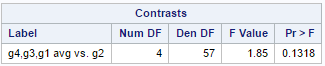 Contrasts
Label Num DF Den DF F Value Pr > F
g4,g3,g1 avg vs. g2 4 57 1.85 0.1318